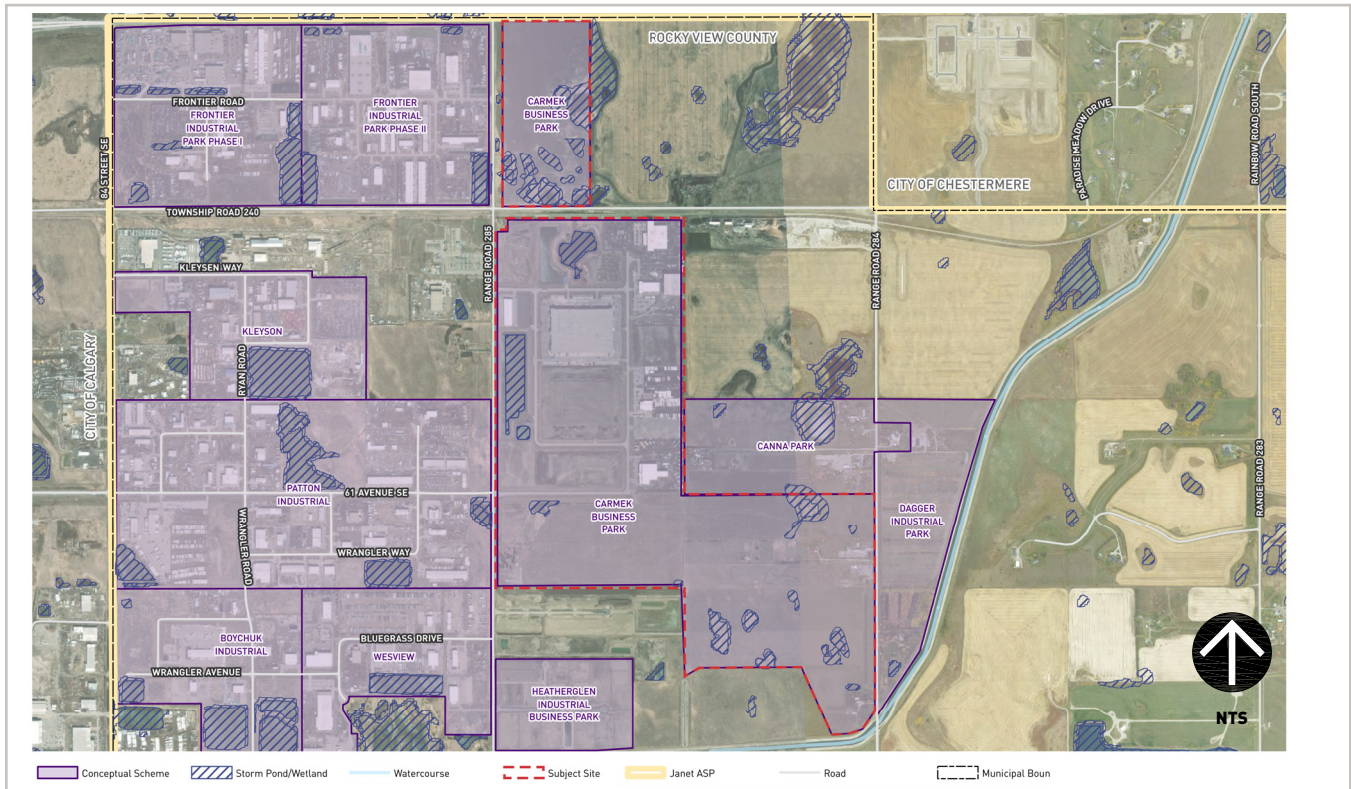 ROCKY VIEW COUNTY
FRONTIER ROAD
FRONTIER
INDUSTRIAL
PARK PHASE I
FRONTIER
INDUSTRIAL
PARK PHASE II
CARMEK
BUSINESS
PARK
84 STREET SE
PARADISE MEADOW DRIVE
RAINBOW ROAD SOUTH
CITY OF CHESTERMERE
TOWNSHIP ROAD 240
KLEYSEN WAY
RANGE ROAD 285
RANGE ROAD 284
KLEYSON
RYAN ROAD
CITY OF CALGARY
CANNA PARK
RANGE ROAD 283
PATTON
INDUSTRIAL
61 AVENUE SE
CARMEK
BUSINESS
PARK
DAGGER
INDUSTRIAL
PARK
WRANGLER ROAD
WRANGLER WAY
BOYCHUK
INDUSTRIAL
BLUEGRASS DRIVE
WESVIEW
WRANGLER AVENUE
HEATHERGLEN
INDUSTRIAL
BUSINESS PARK
NTS
Conceptual Scheme
Storm Pond/Wetland
Watercourse
Subject Site
Janet ASP
Road
Municipal Boun